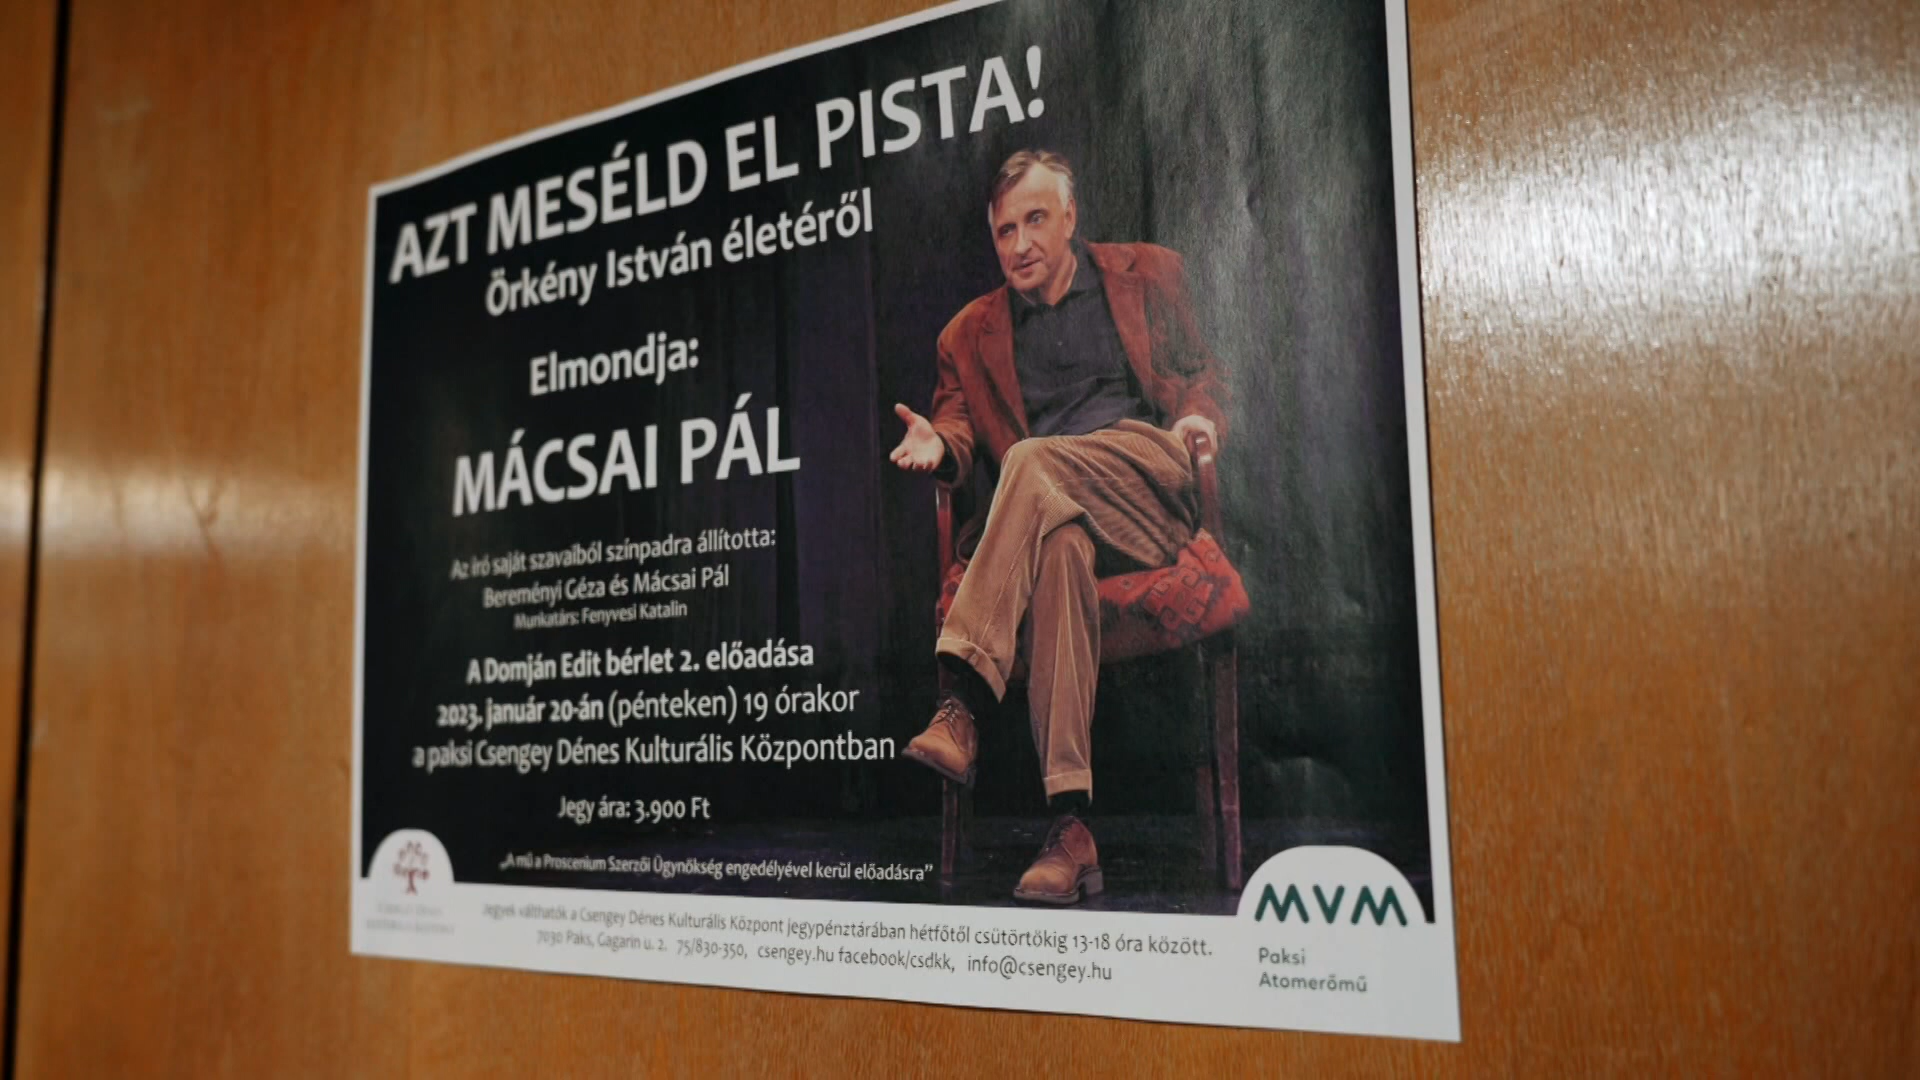 AZT MESÉLD EL PISTA!
Örkény István életéről
Elmondja:
MÁCSAI PÁL
Az író saját szavaiból színpadra állította:
Bereményi Géza és Mácsai Pál
Munkatárs: Fenyvesi Katalin
A Domján Edit bérlet 2. előadása
2023. január 20-án (pénteken) 19 órakor
a paksi Csengey Dénes Kulturális Központban
Jegy ára: 3.900 Ft
„A mű a Proscenium Szerzői Ügynökség engedélyével kerül előadásra”
Jegyek válthatók a Csengey Dénes Kulturális Központ jegypénztárában hétfőtől csütörtökig 13-18 óra között.
7030 Paks, Gagarin u. 2. 75/830-350, csengey.hu facebook/csdkk, info@csengey.hu
MVM
Paksi
Atomerőmű